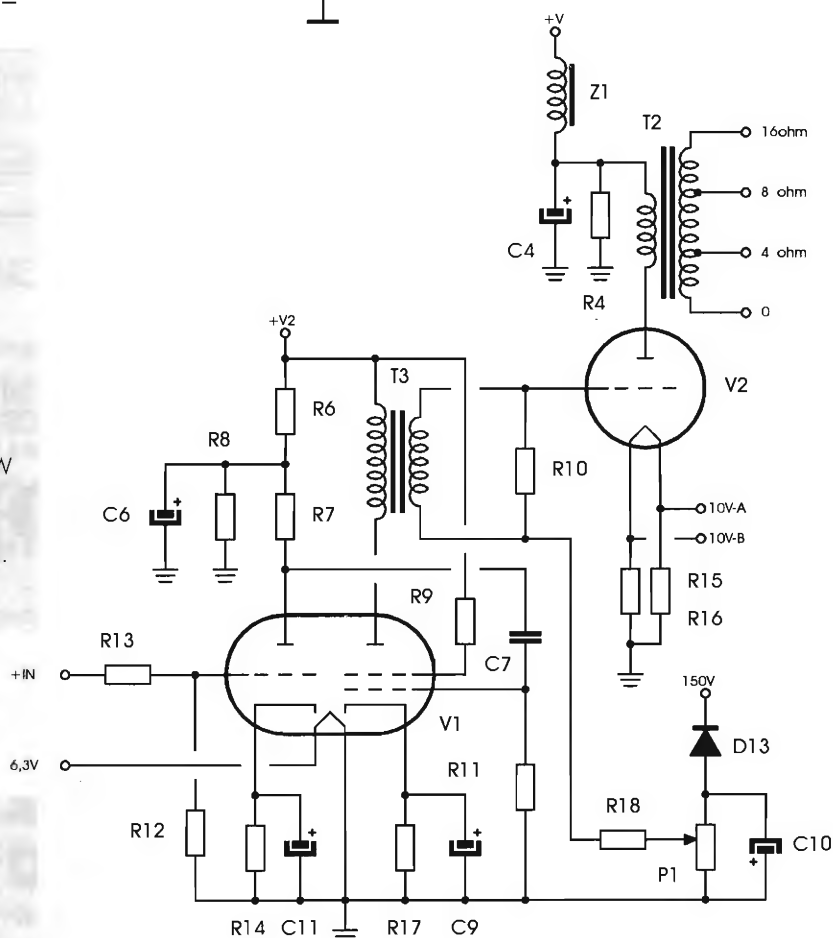 +V
Z1
T2
16ohm
8 ohm
4 ohm
0
C4
R4
+V2
T3
V2
R6
R8
R10
C6
R7
10V-A
10V-B
R9
R15
R16
R13
C7
+IN
V1
150V
D13
6,3V
R11
R18
R12
C10
P1
R14
C11
R17
C9